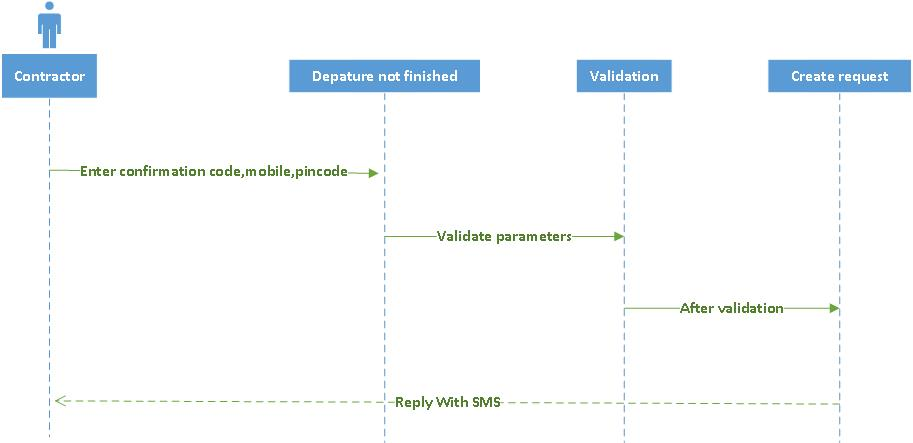 Contractor
Depature not finished
Validation
Create request
Enter confirmation code,mobile,pincode
Validate parameters
After validation
Reply With SMS